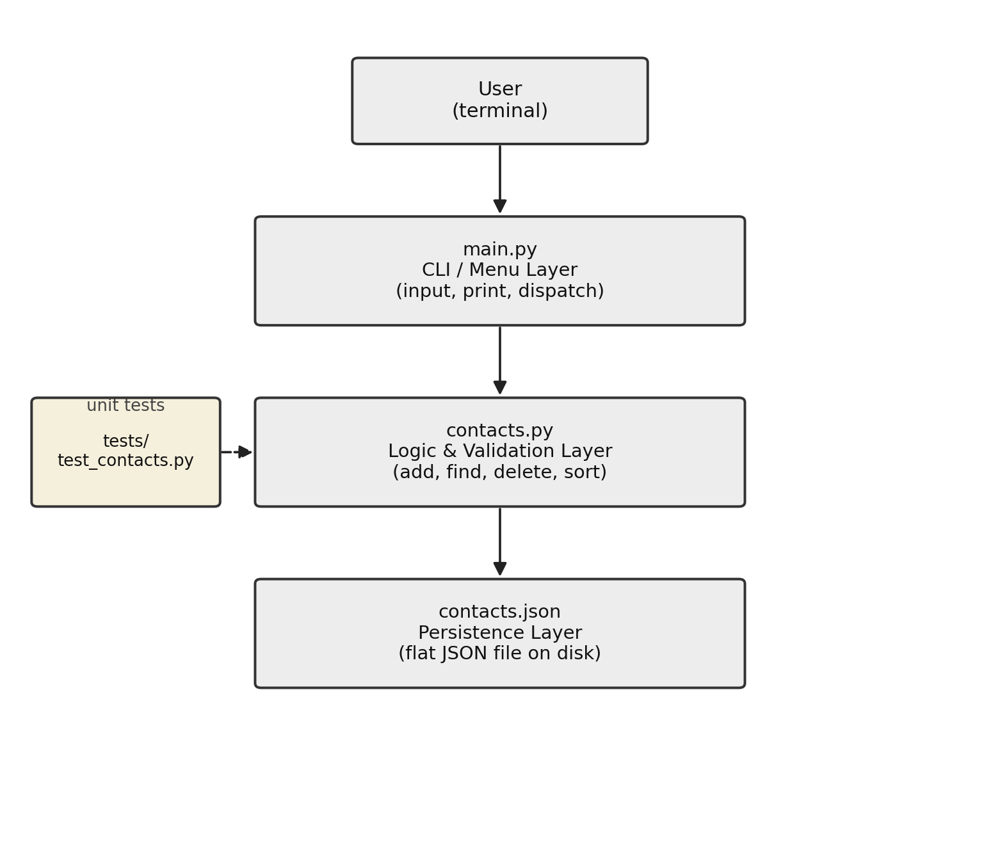 User
(terminal)
main.py
CLI / Menu Layer
(input, print, dispatch)
unit tests
tests/
test_contacts.py
contacts.py
Logic & Validation Layer
(add, find, delete, sort)
contacts.json
Persistence Layer
(flat JSON file on disk)